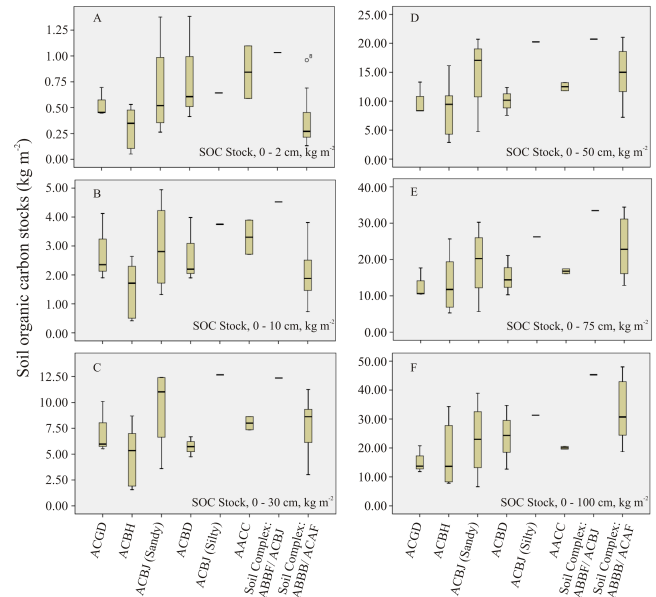 Soil organic carbon stocks (kg m-2)
A
1.40
1.25
1.00
0.75
0.50
0.25
0.00
8
SOC Stock, 0 - 2 cm, kg m-2
B
5.00
4.00
3.00
2.00
1.00
0.00
SOC Stock, 0 - 10 cm, kg m-2
C
12.50
10.00
7.50
5.00
2.50
0.00
SOC Stock, 0 - 30 cm, kg m-2
ACGD
ACBH
ACBJ (Sandy)
ACBD
ACBJ (Silty)
AACC
Soil Complex:
ABBF/ ACBJ
Soil Complex:
ABBB/ ACAF
D
25.00
20.00
15.00
10.00
5.00
0.00
SOC Stock, 0 - 50 cm, kg m-2
E
40.00
30.00
20.00
10.00
0.00
SOC Stock, 0 - 75 cm, kg m-2
F
50.00
40.00
30.00
20.00
10.00
0.00
SOC Stock, 0 - 100 cm, kg m-2
ACGD
ACBH
ACBJ (Sandy)
ACBD
ACBJ (Silty)
AACC
Soil Complex:
ABBF/ ACBJ
Soil Complex:
ABBB/ ACAF